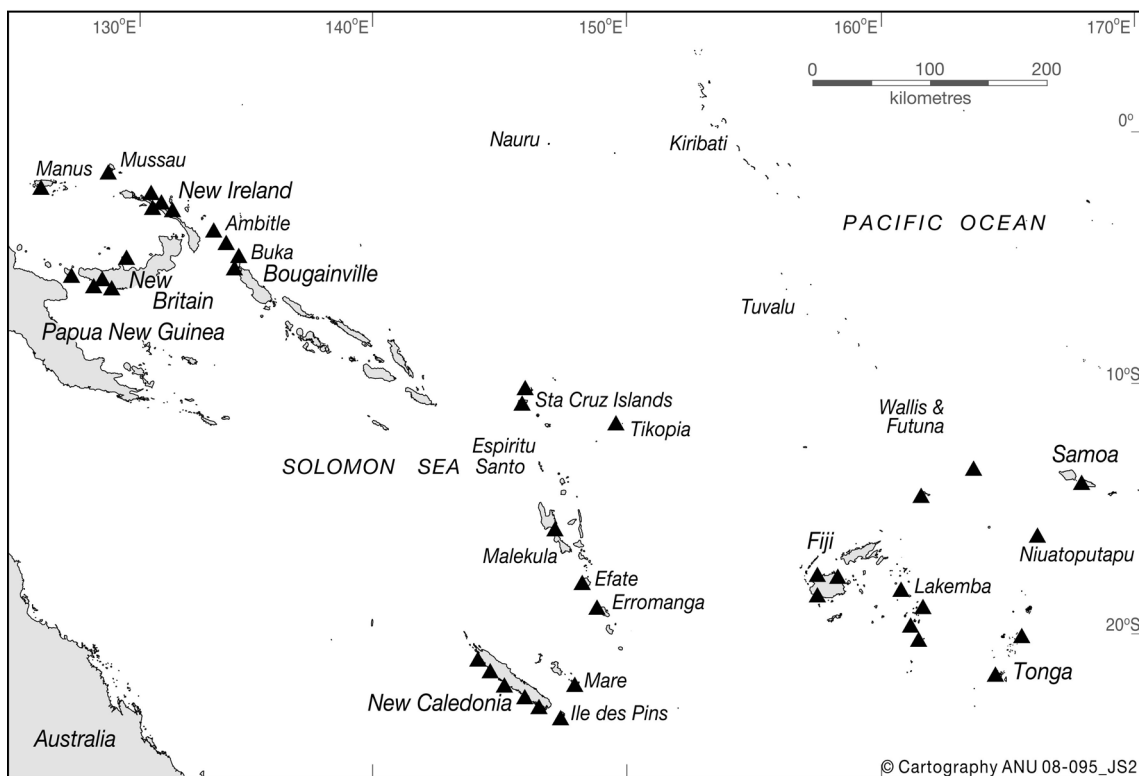 130°E
140°E
150°E
160°E
170°E
0
100
200
kilometres
0°
Nauru
Kiribati
Manus
Mussau
New Ireland
Ambitle
PACIFIC OCEAN
Buka
Bougainville
New
Britain
Tuvalu
Papua New Guinea
10°S
Sta Cruz Islands
Tikopia
Wallis &
Futuna
Espiritu
Santo
SOLOMON SEA
Samoa
Malekula
Fiji
Niuatoputapu
Efate
Lakemba
Erromanga
20°S
Tonga
Mare
New Caledonia
Ile des Pins
Australia
© Cartography ANU 08-095_JS2